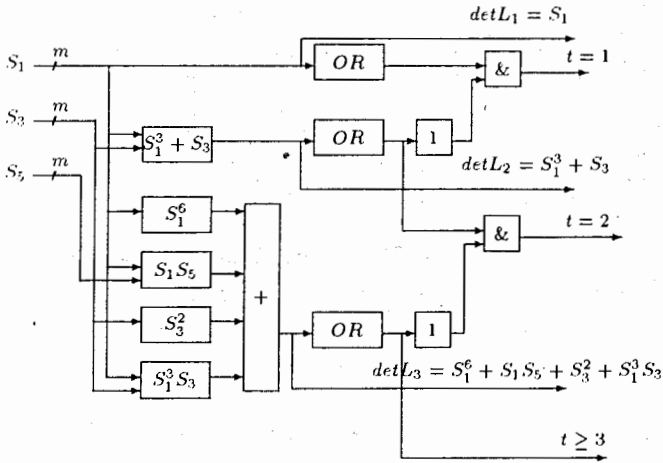 detL₁ = S₁
S₁ m OR & t = 1
S₃ m
S₁³ + S₃ OR 1
S₅ m
detL₂ = S₁³ + S₃
S₁⁶
& t = 2
S₁S₅
+
S₃² OR 1
S₁³S₃
detL₃ = S₁⁶ + S₁S₅ + S₃² + S₁³S₃
t ≥ 3